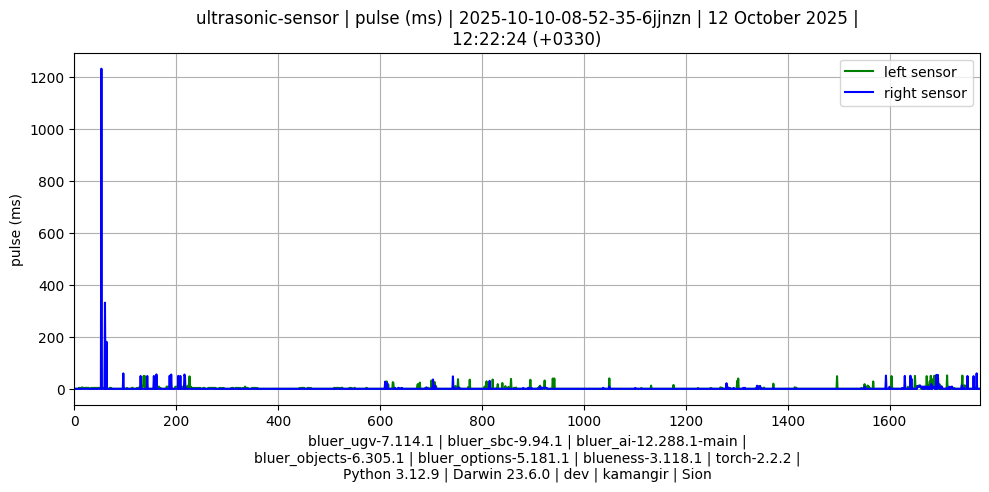 ultrasonic-sensor | pulse (ms) | 2025-10-10-08-52-35-6jjnzn | 12 October 2025 |
12:22:24 (+0330)
left sensor
right sensor
pulse (ms)
1200
1000
800
600
400
200
0
0 200 400 600 800 1000 1200 1400 1600
bluer_ugv-7.114.1 | bluer_sbc-9.94.1 | bluer_ai-12.288.1-main |
bluer_objects-6.305.1 | bluer_options-5.181.1 | blueness-3.118.1 | torch-2.2.2 |
Python 3.12.9 | Darwin 23.6.0 | dev | kamangir | Sion